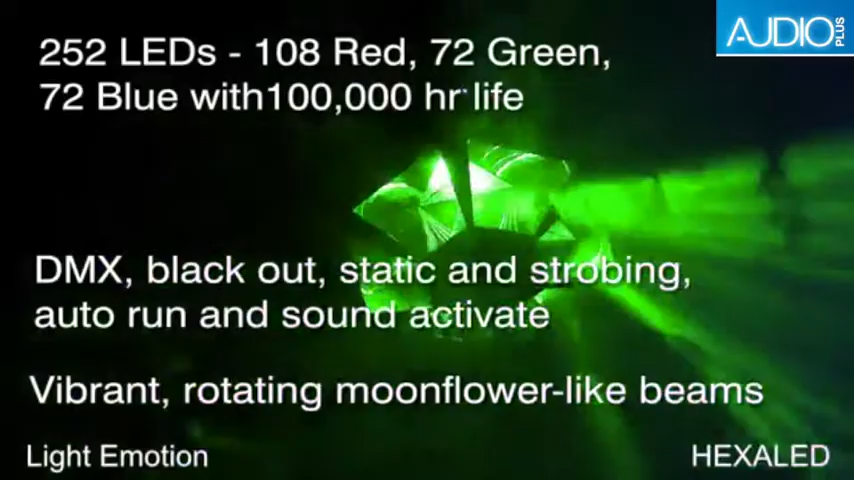 AUDIO PLUS
252 LEDs - 108 Red, 72 Green,
72 Blue with100,000 hr life
DMX, black out, static and strobing,
auto run and sound activate
Vibrant, rotating moonflower-like beams
Light Emotion
HEXALED